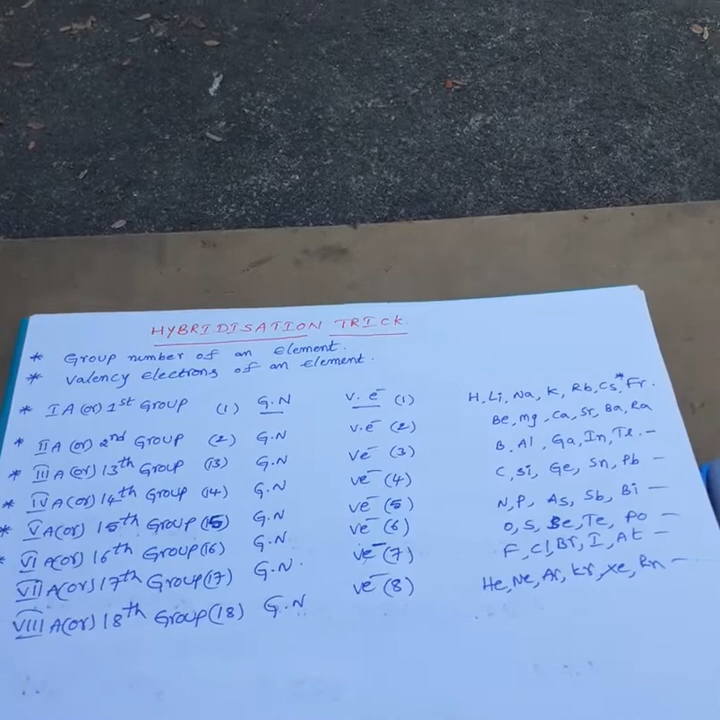 HYBRIDISATION TRICK.
* Group number of an element.
* Valency electrons of an element.
* IA (or) 1st Group (1) G.N V.e⁻ (1) H, Li, Na, K, Rb, Cs,* Fr.
* IIA (or) 2nd Group (2) G.N V.e⁻ (2) Be, Mg, Ca, Sr, Ba, Ra
* IIIA (or) 13th Group (13) G.N Ve⁻ (3) B, Al, Ga, In, Te. -
* IVA (or) 14th Group (14) G.N Ve⁻ (4) C, Si, Ge, Sn, Pb -
* VA (or) 15th Group (15) G.N Ve⁻ (5) N, P, As, Sb, Bi -
* VI A(or) 16th Group (16) G.N Ve⁻ (6) O, S, Se, Te, Po -
VII A(or) 17th Group (17) G.N. Ve⁻ (7) F, Cl, Br, I, At -
VIII A(or) 18th Group (18) G.N Ve⁻ (8) He, Ne, Ar, Kr, Xe, Rn -